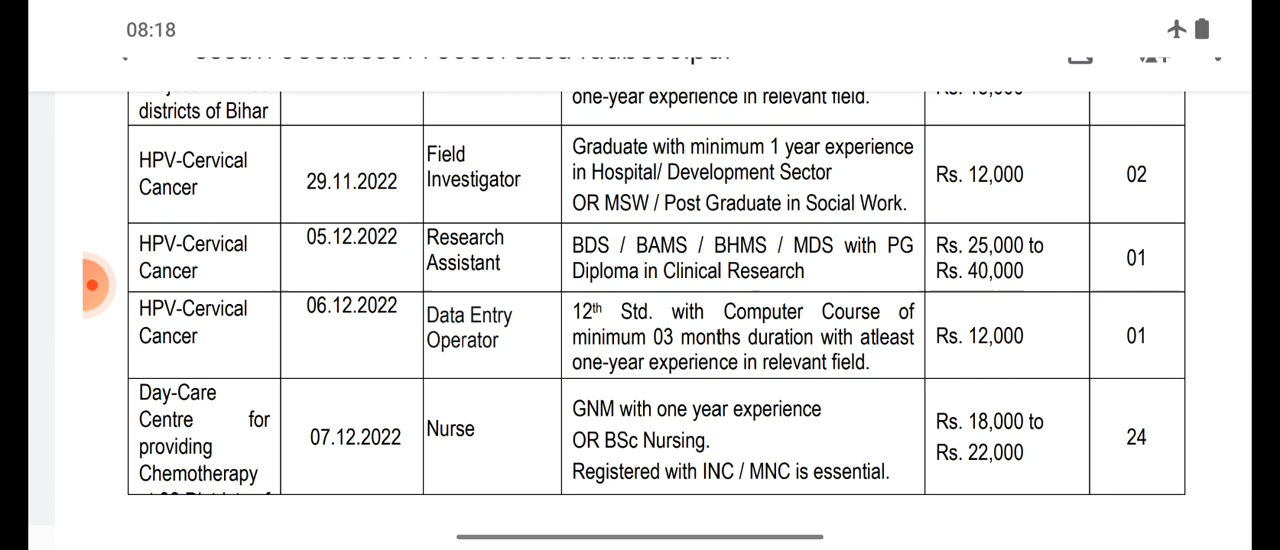 08:18
districts of Bihar
one-year experience in relevant field.
HPV-Cervical
Cancer
29.11.2022
Field
Investigator
Graduate with minimum 1 year experience
in Hospital/ Development Sector
OR MSW / Post Graduate in Social Work.
Rs. 12,000
02
HPV-Cervical
Cancer
05.12.2022
Research
Assistant
BDS / BAMS / BHMS / MDS with PG
Diploma in Clinical Research
Rs. 25,000 to
Rs. 40,000
01
HPV-Cervical
Cancer
06.12.2022
Data Entry
Operator
12th Std. with Computer Course of
minimum 03 months duration with atleast
one-year experience in relevant field.
Rs. 12,000
01
Day-Care
Centre for
providing
Chemotherapy
07.12.2022
Nurse
GNM with one year experience
OR BSc Nursing.
Registered with INC / MNC is essential.
Rs. 18,000 to
Rs. 22,000
24